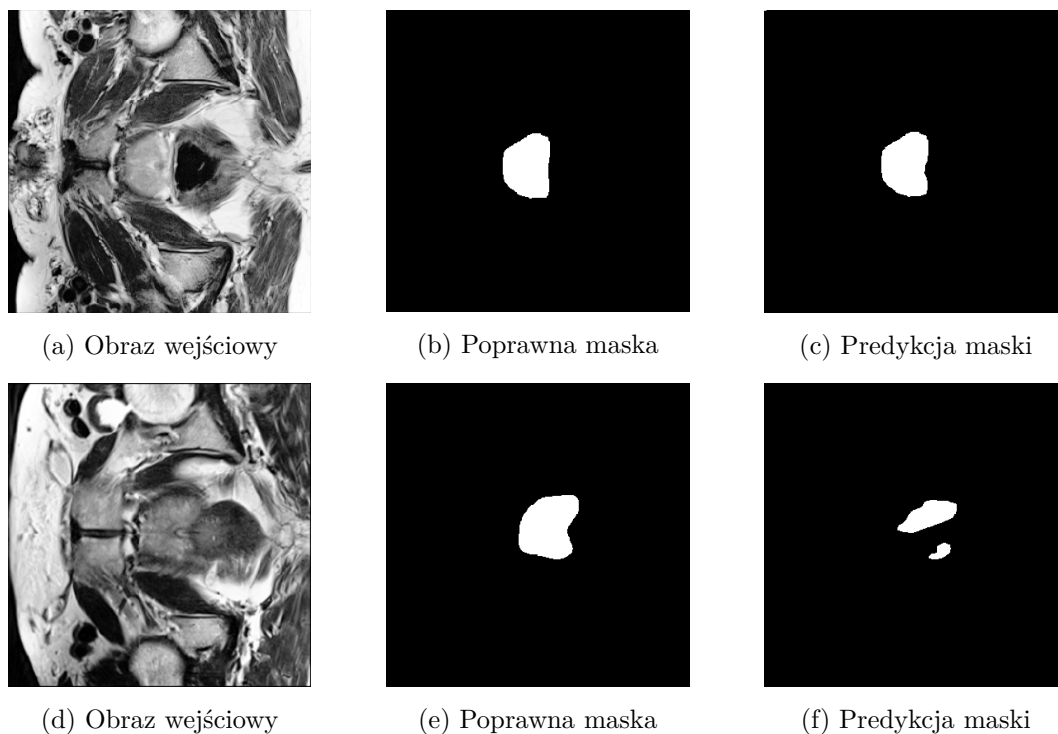 (a) Obraz wejściowy
(b) Poprawna maska
(c) Predykcja maski
(d) Obraz wejściowy
(e) Poprawna maska
(f) Predykcja maski